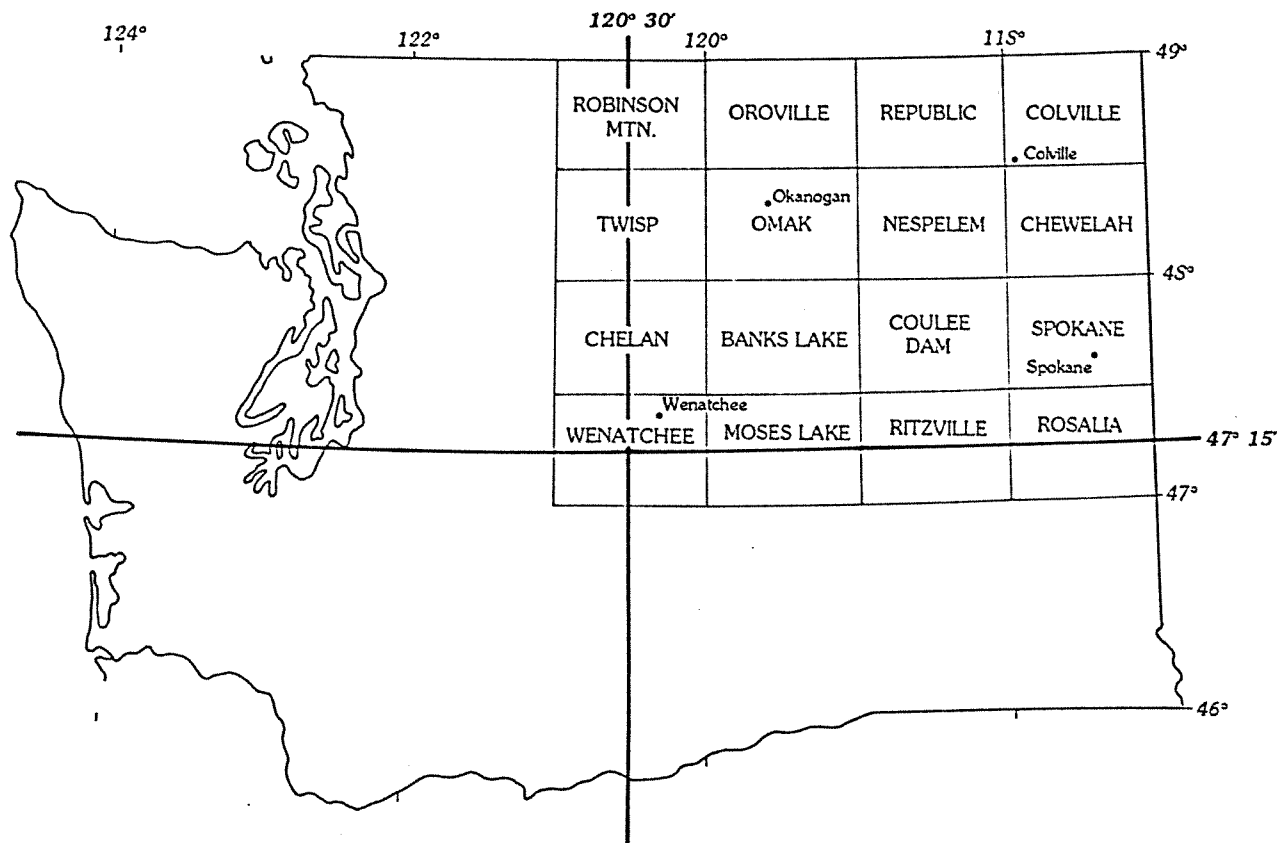 120° 30′
124°
122°
120°
11S°
49°
ROBINSON
MTN.
OROVILLE
REPUBLIC
COLVILLE
Colville
Okanogan
TWISP
OMAK
NESPELEM
CHEWELAH
4S°
CHELAN
BANKS LAKE
COULEE
DAM
SPOKANE
Spokane
Wenatchee
WENATCHEE
MOSES LAKE
RITZVILLE
ROSALIA
47° 15′
47°
46°